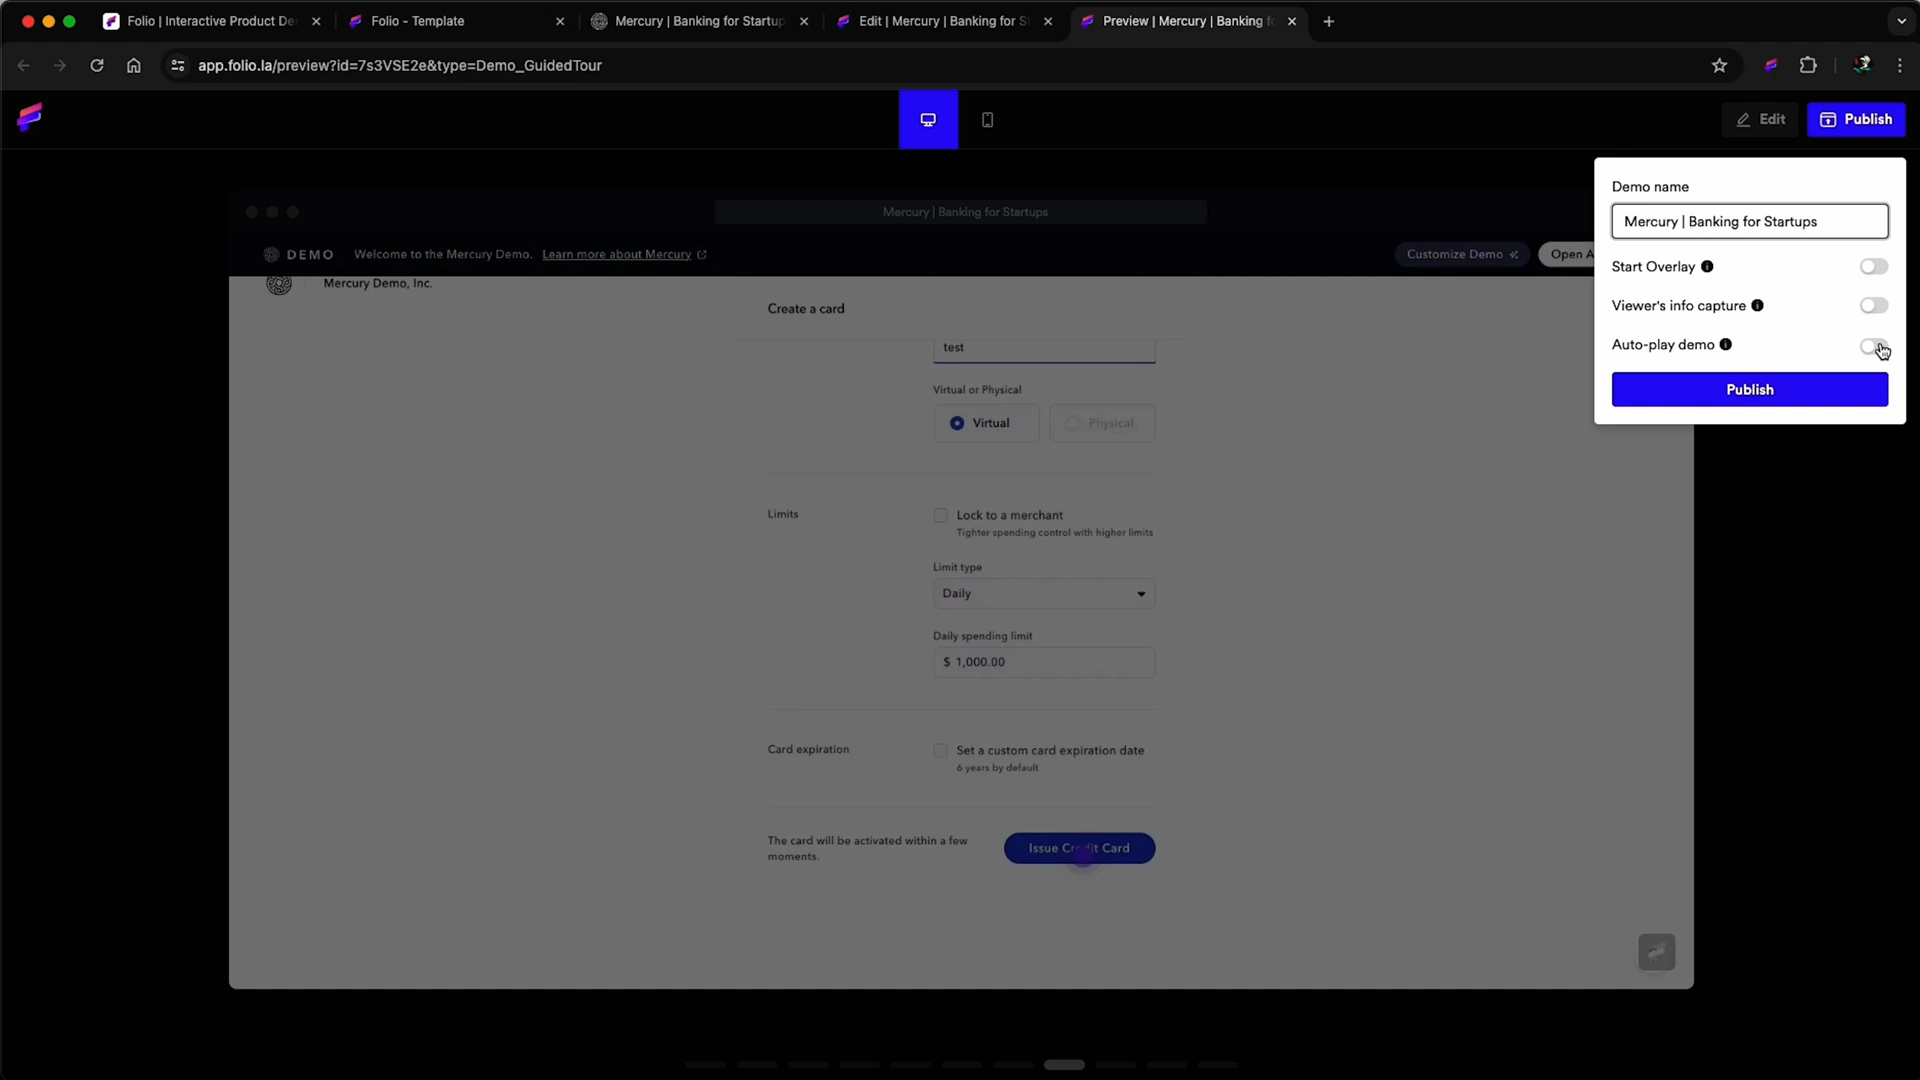 Folio | Interactive Product De
Folio - Template
Mercury | Banking for Startup
Edit | Mercury | Banking for S
Preview | Mercury | Banking f
app.folio.la/preview?id=7s3VSE2e&type=Demo_GuidedTour
Edit
Publish
Demo name
Mercury | Banking for Startups
Start Overlay
Viewer's info capture
Auto-play demo
Publish
Mercury | Banking for Startups
DEMO Welcome to the Mercury Demo. Learn more about Mercury
Customize Demo
Open A
Mercury Demo, Inc.
Create a card
test
Virtual or Physical
Virtual
Physical
Limits
Lock to a merchant
Tighter spending control with higher limits
Limit type
Daily
Daily spending limit
$ 1,000.00
Card expiration
Set a custom card expiration date
6 years by default
The card will be activated within a few
moments.
Issue Credit Card